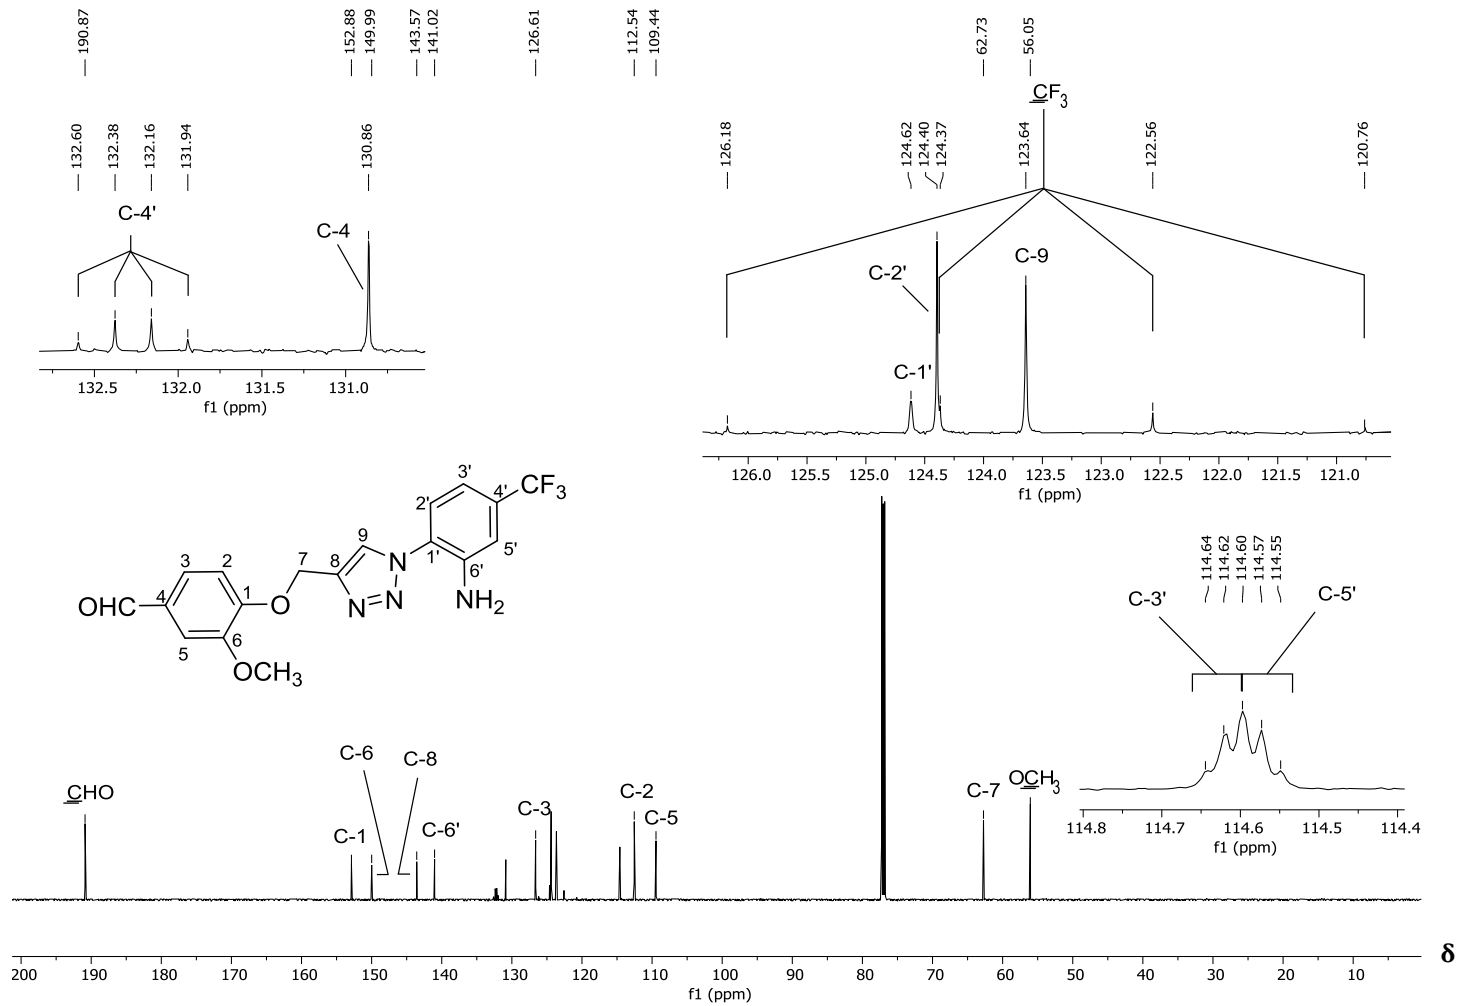 190.87
152.88
149.99
143.57
141.02
126.61
112.54
109.44
62.73
56.05
CF3
132.60
132.38
132.16
131.94
130.86
C-4'
C-4
132.5 132.0 131.5 131.0
f1 (ppm)
126.18
124.62
124.40
124.37
123.64
122.56
120.76
C-2'
C-9
C-1'
126.0 125.5 125.0 124.5 124.0 123.5 123.0 122.5 122.0 121.5 121.0
f1 (ppm)
3'
2'
4'
CF3
1'
5'
6'
NH2
9
8
7
N
N
N
O
3
2
4
1
OHC
5
6
OCH3
114.64
114.62
114.60
114.57
114.55
C-3'
C-5'
114.8 114.7 114.6 114.5 114.4
f1 (ppm)
CHO
C-1
C-6
C-8
C-6'
C-3
C-2
C-5
C-7
OCH3
200 190 180 170 160 150 140 130 120 110 100 90 80 70 60 50 40 30 20 10
f1 (ppm)
δ